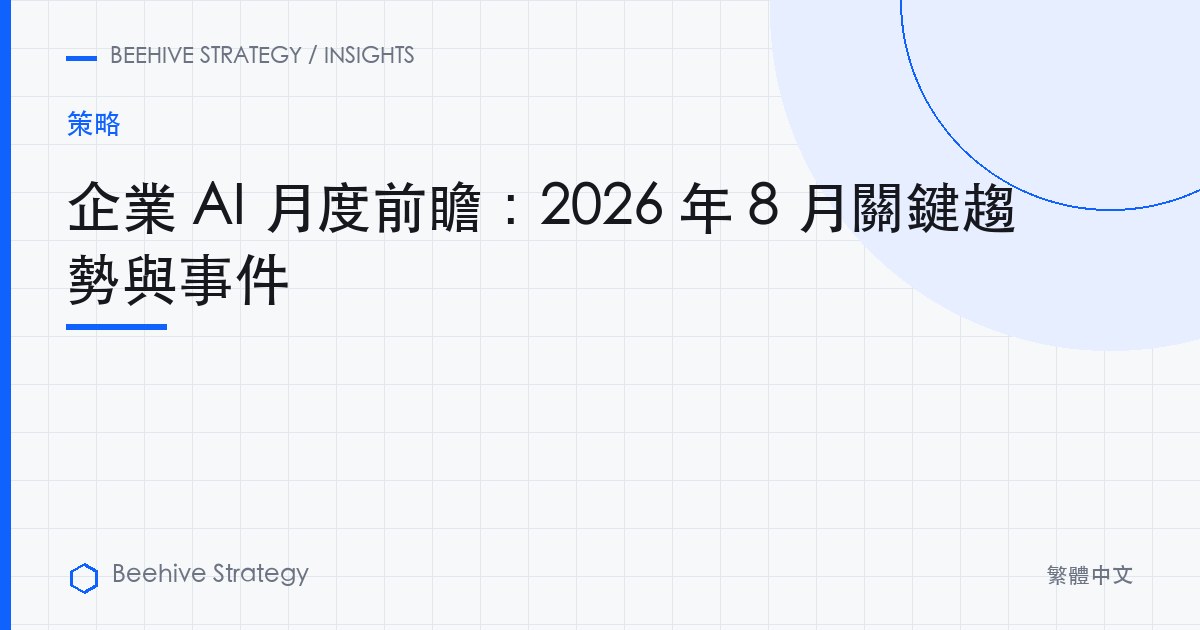 BEEHIVE STRATEGY / INSIGHTS
策略
企業 AI 月度前瞻：2026 年 8 月關鍵趨
勢與事件
Beehive Strategy
繁體中文